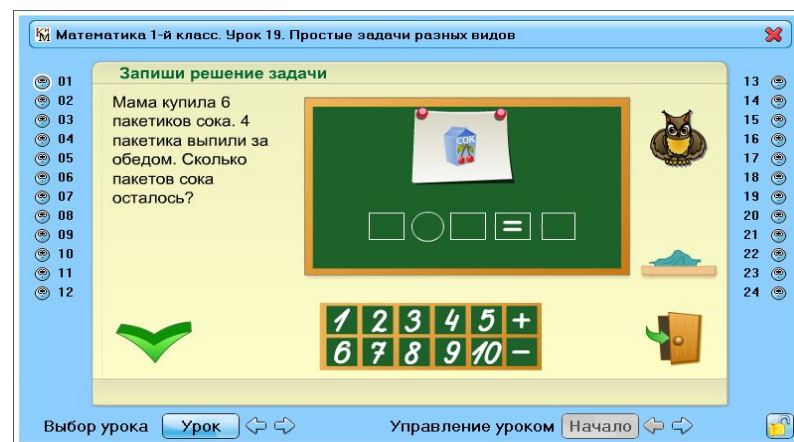 КиМ Математика 1-й класс. Урок 19. Простые задачи разных видов
Запиши решение задачи
01
02
03
04
05
06
07
08
09
10
11
12
Мама купила 6
пакетиков сока. 4
пакетика выпили за
обедом. Сколько
пакетов сока
осталось?
СОК
=
1 2 3 4 5 +
6 7 8 9 10 −
13
14
15
16
17
18
19
20
21
22
23
24
Выбор урока Урок Управление уроком Начало